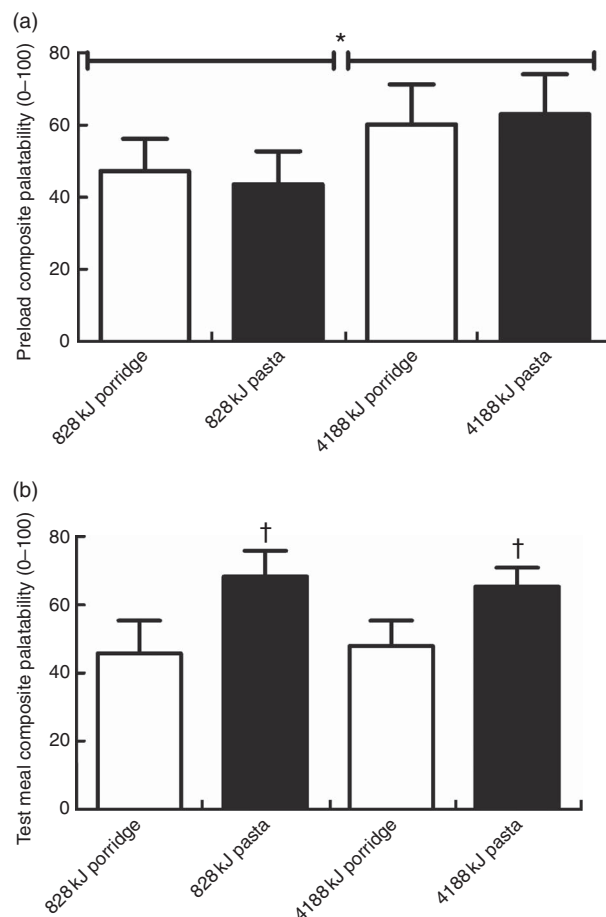 (a)
*
80
60
40
20
0
Preload composite palatability (0–100)
828 kJ porridge
828 kJ pasta
4188 kJ porridge
4188 kJ pasta
(b)
† †
80
60
40
20
0
Test meal composite palatability (0–100)
828 kJ porridge
828 kJ pasta
4188 kJ porridge
4188 kJ pasta